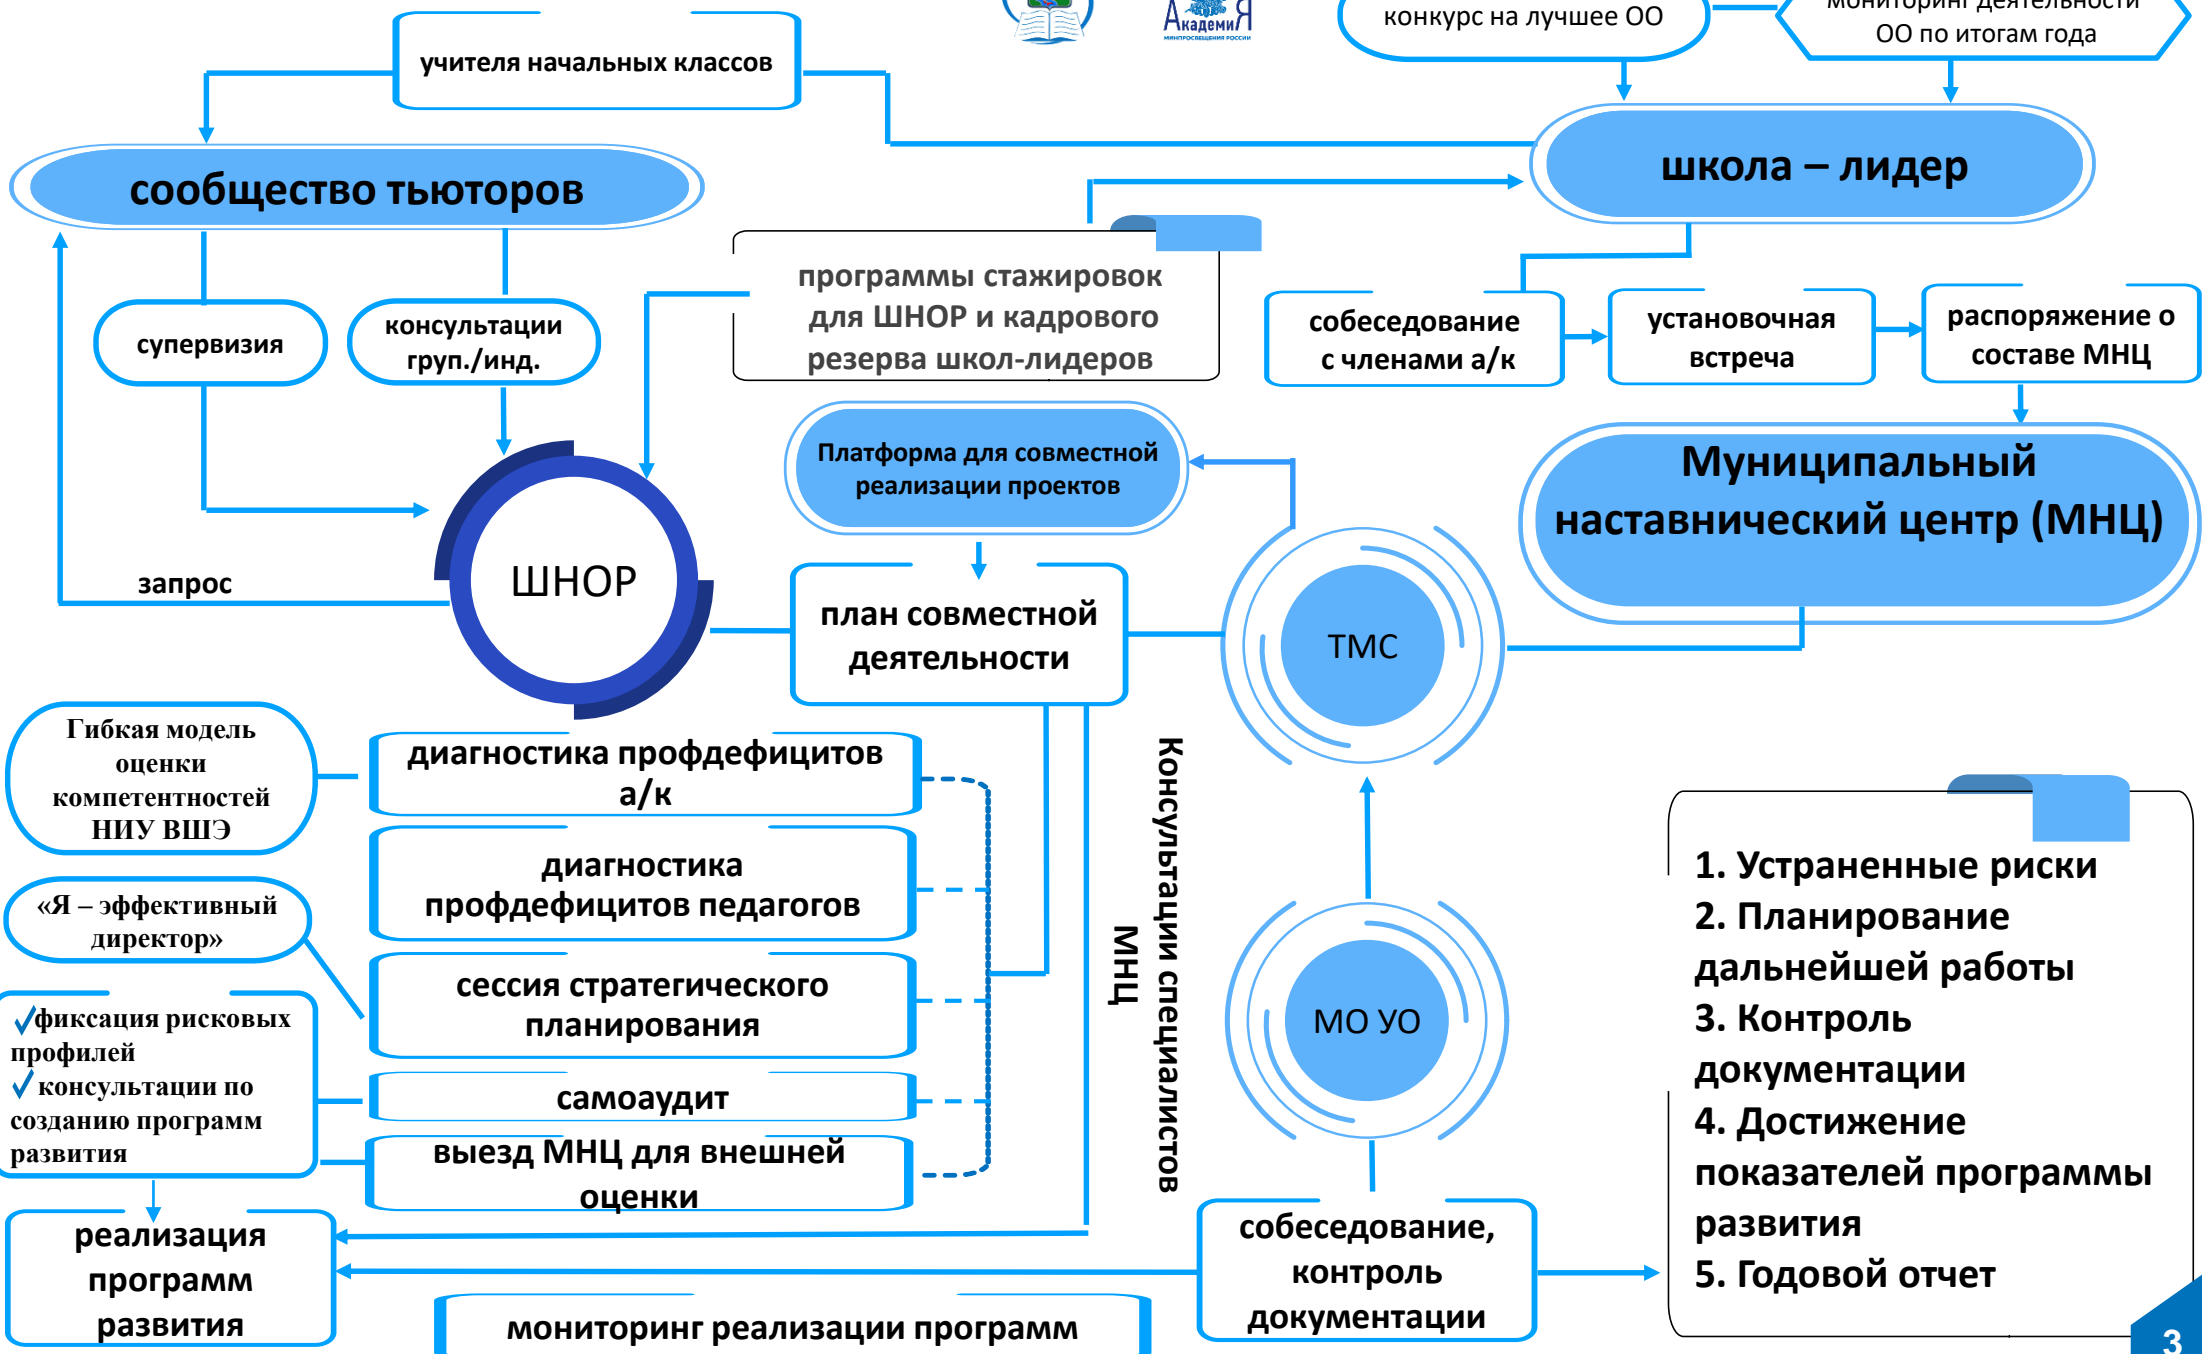 АкадемиЯ
МИНПРОСВЕЩЕНИЯ РОССИИ
конкурс на лучшее ОО
мониторинг деятельности
ОО по итогам года
учителя начальных классов
сообщество тьюторов
школа – лидер
супервизия
консультации
груп./инд.
программы стажировок
для ШНОР и кадрового
резерва школ-лидеров
собеседование
с членами а/к
установочная
встреча
распоряжение о
составе МНЦ
Платформа для совместной
реализации проектов
Муниципальный
наставнический центр (МНЦ)
запрос
ШНОР
план совместной
деятельности
ТМС
Гибкая модель
оценки
компетентностей
НИУ ВШЭ
диагностика профдефицитов
а/к
диагностика
профдефицитов педагогов
«Я – эффективный
директор»
сессия стратегического
планирования
✓фиксация рисковых
профилей
✓консультации по
созданию программ
развития
самоаудит
выезд МНЦ для внешней
оценки
Консультации специалистов
МНЦ
МО УО
1. Устраненные риски
2. Планирование
дальнейшей работы
3. Контроль
документации
4. Достижение
показателей программы
развития
5. Годовой отчет
реализация
программ
развития
собеседование,
контроль
документации
мониторинг реализации программ
3